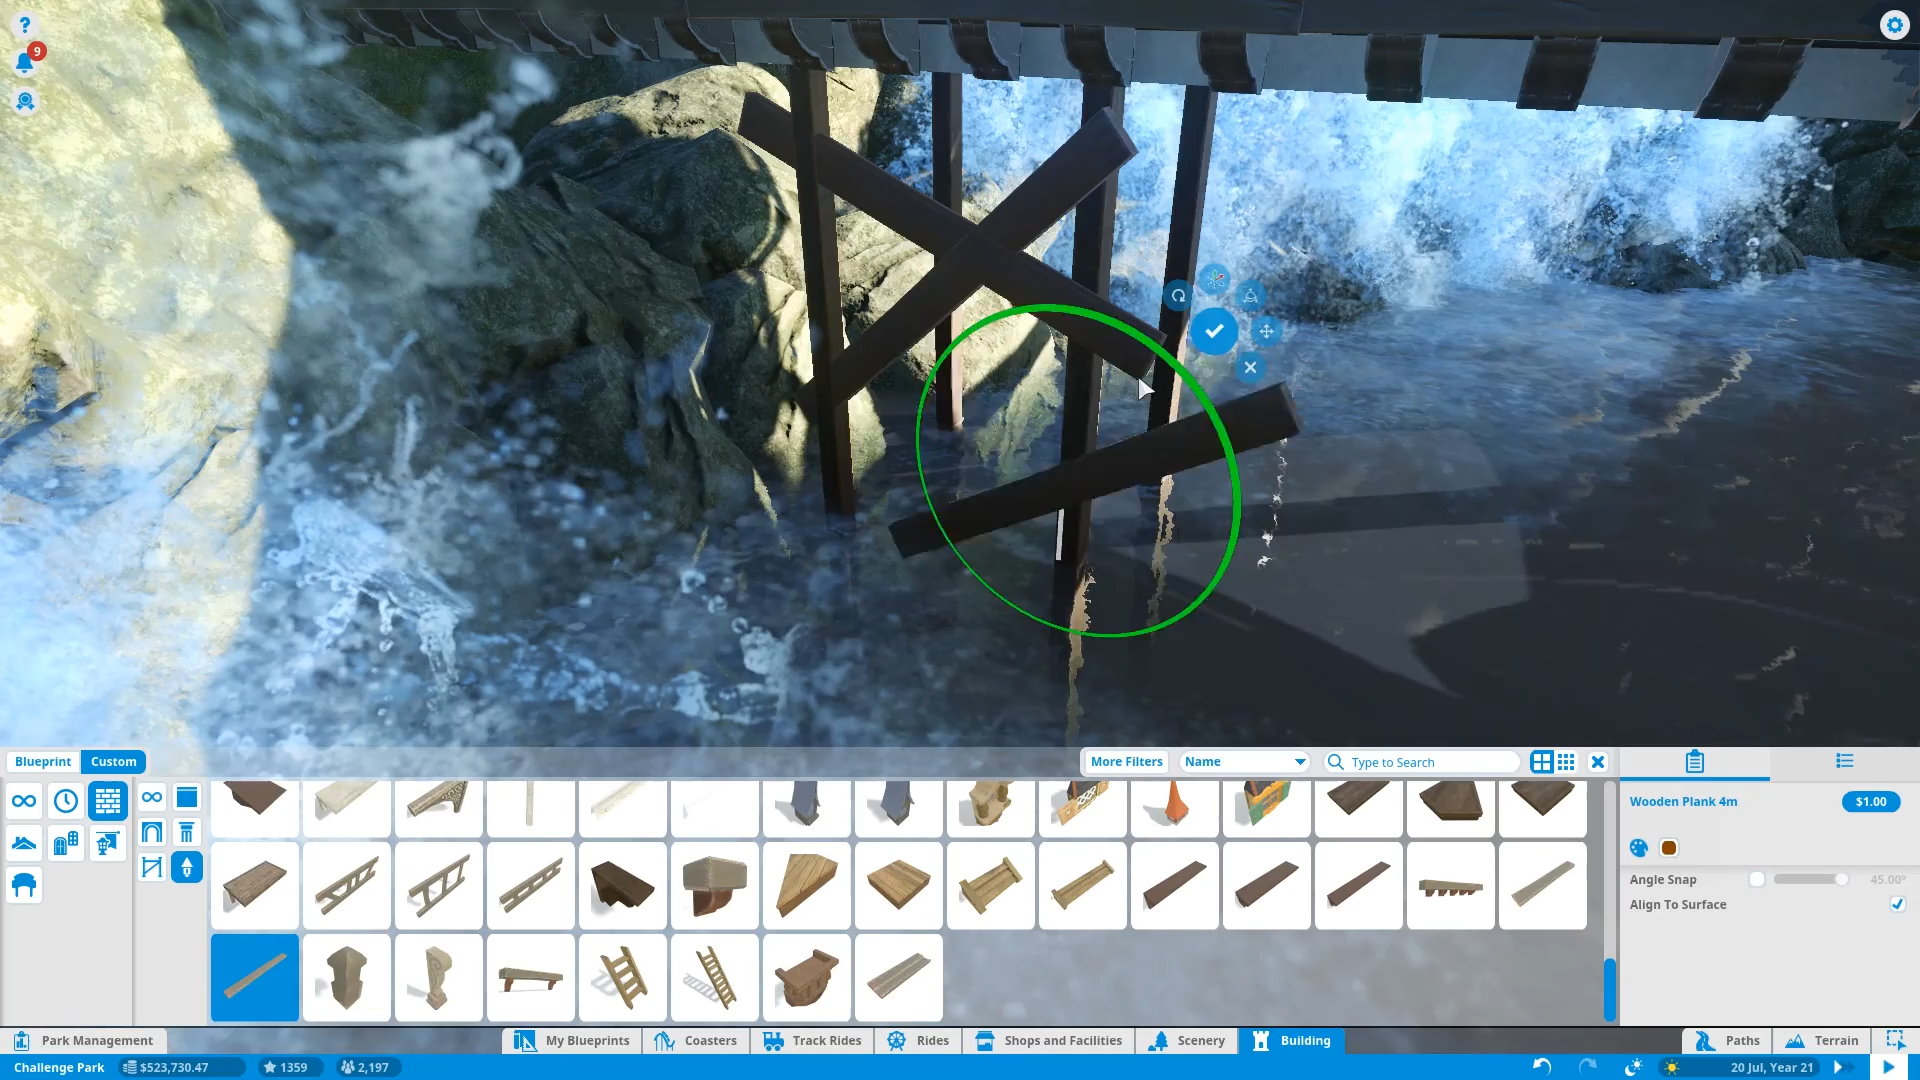 ?
9
Blueprint
Custom
More Filters
Name
Type to Search
Wooden Plank 4m
$1.00
Angle Snap
45.00°
Align To Surface
Park Management
My Blueprints
Coasters
Track Rides
Rides
Shops and Facilities
Scenery
Building
Paths
Terrain
Challenge Park
$523,730.47
1359
2,197
20 Jul, Year 21